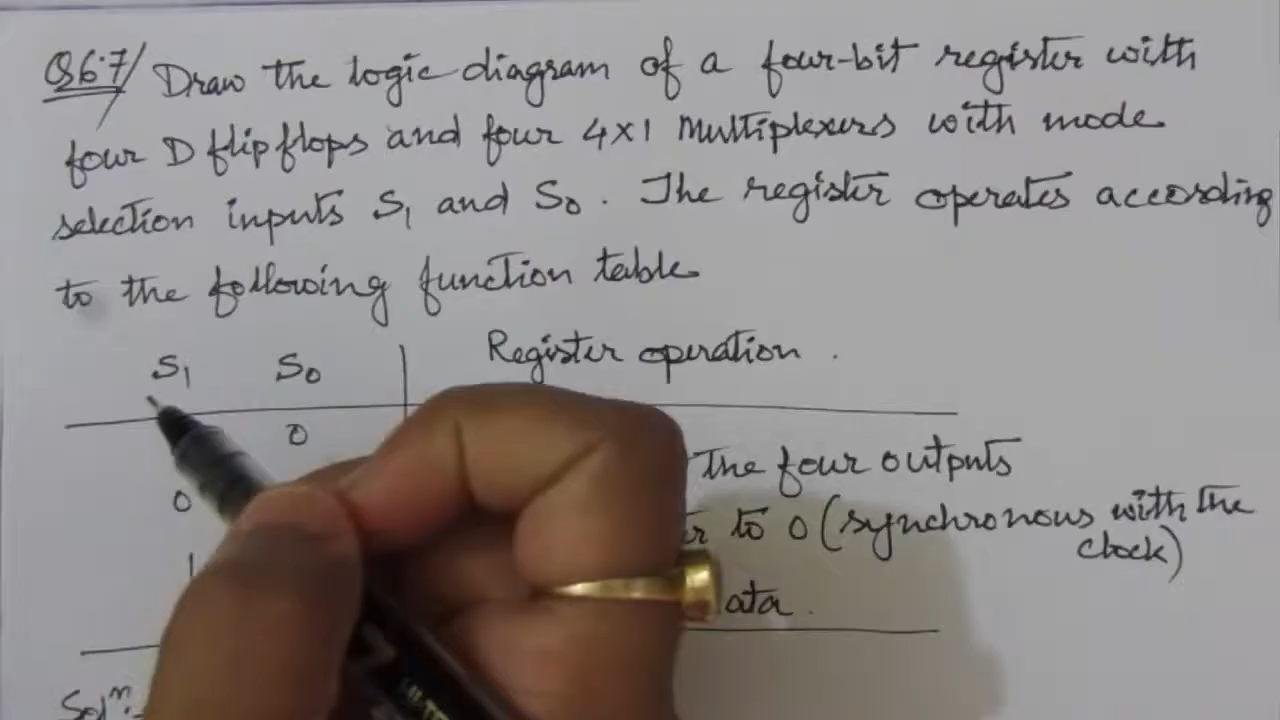 Q6.7/ Draw the logic diagram of a four-bit register with
four D flipflops and four 4x1 Multiplexers with mode
selection inputs S1 and S0. The register operates according
to the following function table
S1 S0 Register operation.
0 the four outputs
0 to 0 (synchronous with the
clock)
1
Soln:-